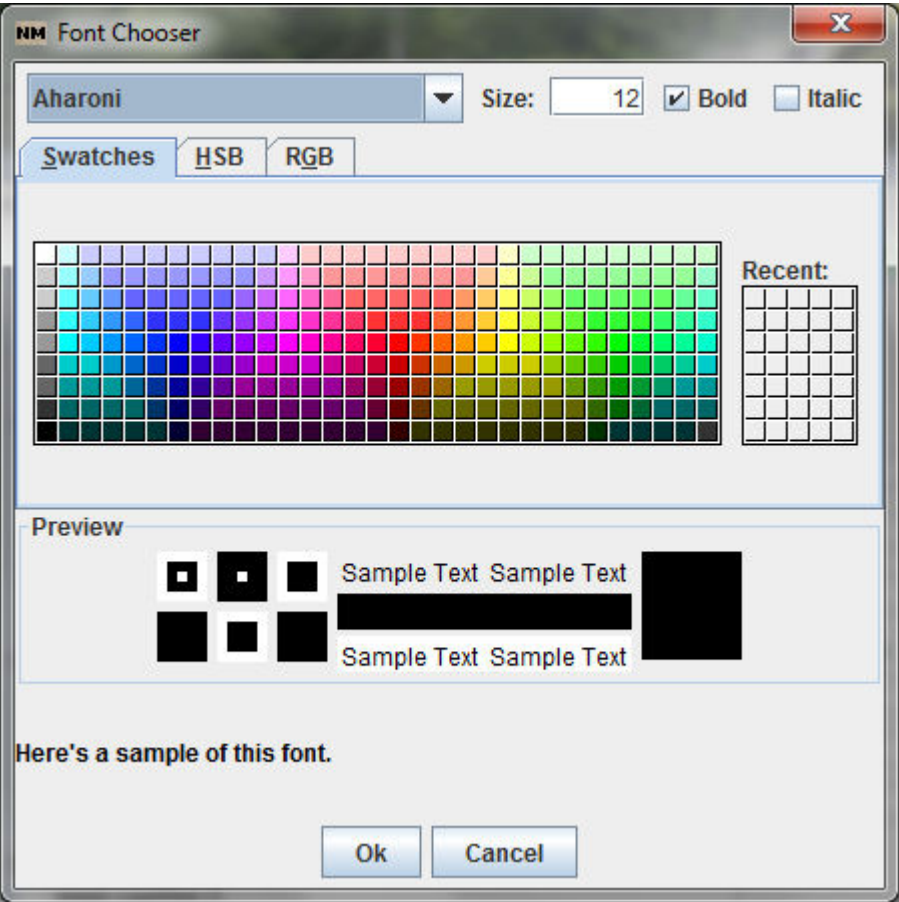 NM Font Chooser
Aharoni Size: 12 Bold Italic
Swatches HSB RGB
Recent:
Preview
Sample Text Sample Text
Sample Text Sample Text
Here's a sample of this font.
Ok Cancel